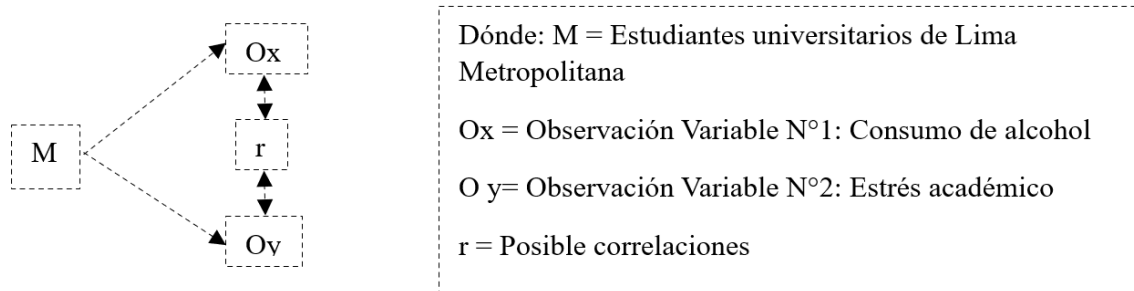 Ox
M
r
Oy
Dónde: M = Estudiantes universitarios de Lima
Metropolitana
Ox = Observación Variable N°1: Consumo de alcohol
O y= Observación Variable N°2: Estrés académico
r = Posible correlaciones